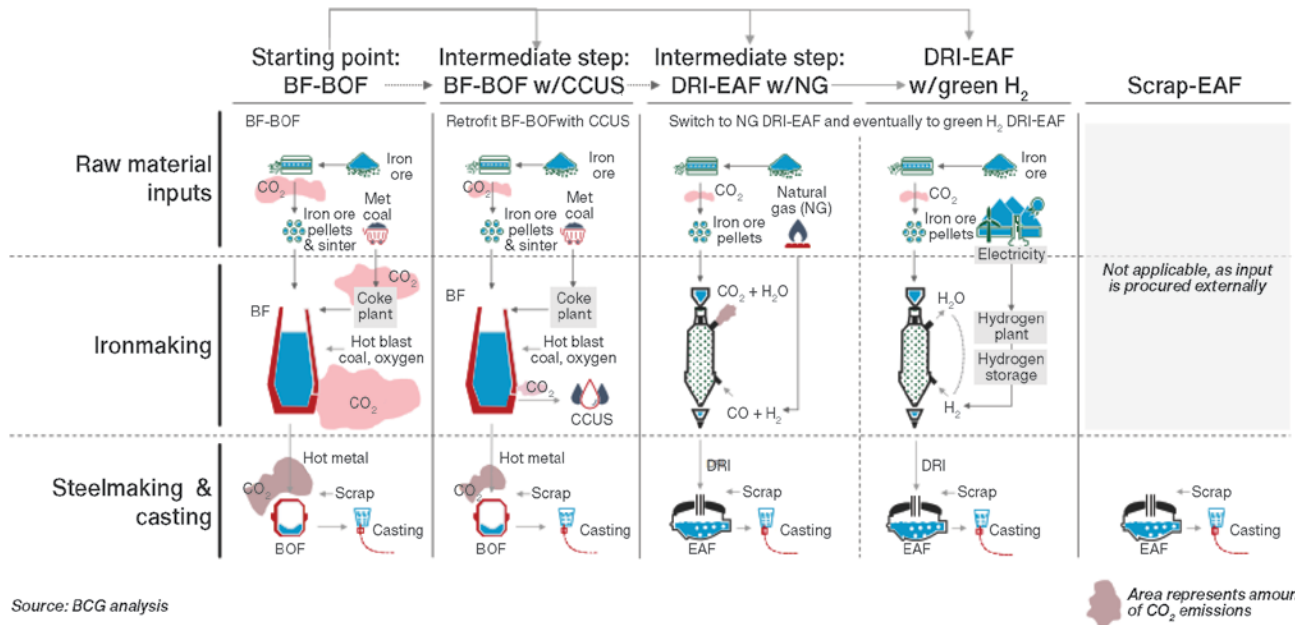 Starting point:
BF-BOF
Intermediate step:
BF-BOF w/CCUS
Intermediate step:
DRI-EAF w/NG
DRI-EAF
w/green H₂
Scrap-EAF
Raw material
inputs
BF-BOF
Iron
ore
CO₂
Met
coal
Iron ore
pellets
& sinter
Retrofit BF-BOFwith CCUS
Iron
ore
CO₂
Met
coal
Iron ore
pellets
& sinter
Switch to NG DRI-EAF and eventually to green H₂ DRI-EAF
Iron
ore
CO₂
Natural
gas (NG)
Iron ore
pellets
Iron
ore
CO₂
Iron ore
pellets
Electricity
Not applicable, as input
is procured externally
Ironmaking
CO₂
BF
Coke
plant
Hot blast
coal, oxygen
CO₂
BF
Coke
plant
Hot blast
coal, oxygen
CO₂
CCUS
CO₂ + H₂O
CO + H₂
H₂O
Hydrogen
plant
Hydrogen
storage
H₂
Steelmaking &
casting
Hot metal
CO₂
Scrap
Casting
BOF
Hot metal
CO₂
Scrap
Casting
BOF
DRI
Scrap
Casting
EAF
DRI
Scrap
Casting
EAF
Scrap
Casting
EAF
Source: BCG analysis
Area represents amoun
of CO₂ emissions